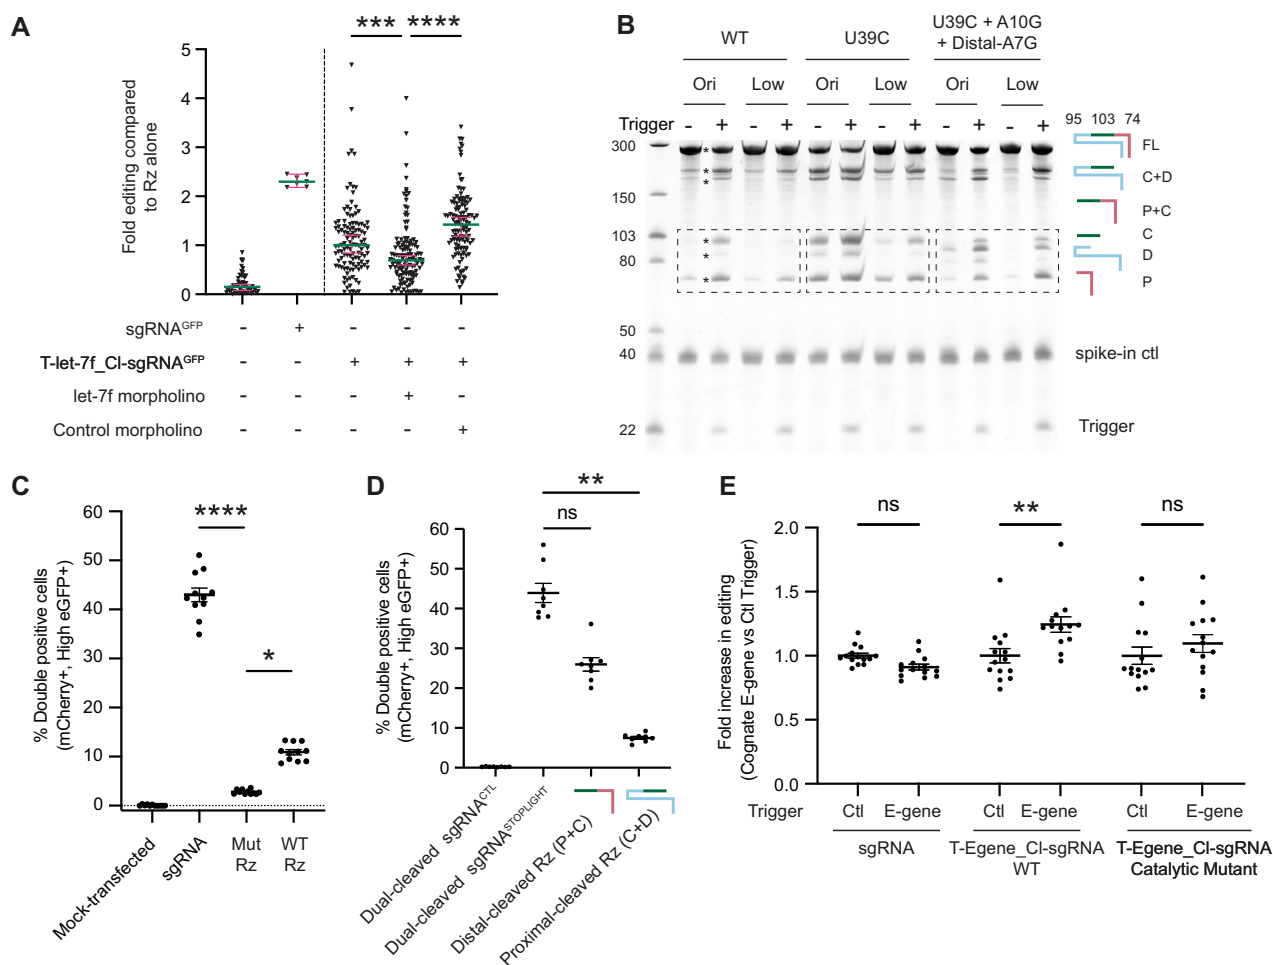 A
*** ****
Fold editing compared
to Rz alone
5
4
3
2
1
0
sgRNAGFP - + - - -
T-let-7f_Cl-sgRNAGFP - - + + +
let-7f morpholino - - - + -
Control morpholino - - - - +
B
WT U39C U39C + A10G
+ Distal-A7G
Ori Low Ori Low Ori Low
Trigger - + - + - + - + - + - +
95 103 74
300
150
103
80
50
40
22
* * * * * *
FL
C+D
P+C
C
D
P
spike-in ctl
Trigger
C
% Double positive cells
(mCherry+, High eGFP+)
60
50
40
30
20
10
0
****
*
Mock-transfected
sgRNA
Mut
Rz
WT
Rz
D
% Double positive cells
(mCherry+, High eGFP+)
60
50
40
30
20
10
0
**
ns
Dual-cleaved sgRNACTL
Dual-cleaved sgRNASTOPLIGHT
Distal-cleaved Rz (P+C)
Proximal-cleaved Rz (C+D)
E
Fold increase in editing
(Cognate E-gene vs Ctl Trigger)
2.0
1.5
1.0
0.5
0.0
ns ** ns
Trigger Ctl E-gene Ctl E-gene Ctl E-gene
sgRNA T-Egene_Cl-sgRNA T-Egene_Cl-sgRNA
WT Catalytic Mutant